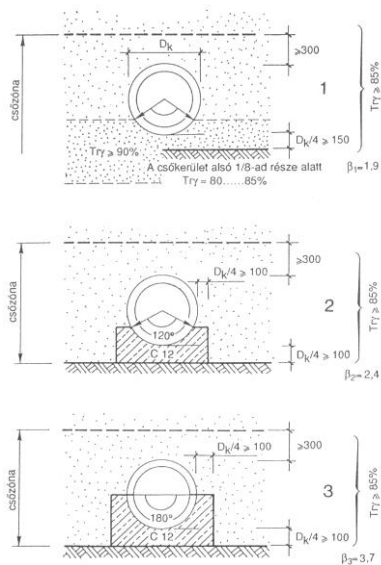 csőzóna
Dk
≥300
1
Trγ ≥ 85%
Trγ ≥ 90%
Dk/4 ≥ 150
A csőkerület alsó 1/8-ad része alatt
Trγ = 80......85%
β1=1.9
csőzóna
≥300
Dk/4 ≥ 100
2
Trγ ≥ 85%
120°
C 12
Dk/4 ≥ 100
β2=2,4
csőzóna
Dk/4 ≥ 100
≥300
3
Trγ ≥ 85%
180°
C 12
Dk/4 ≥ 100
β3=3,7